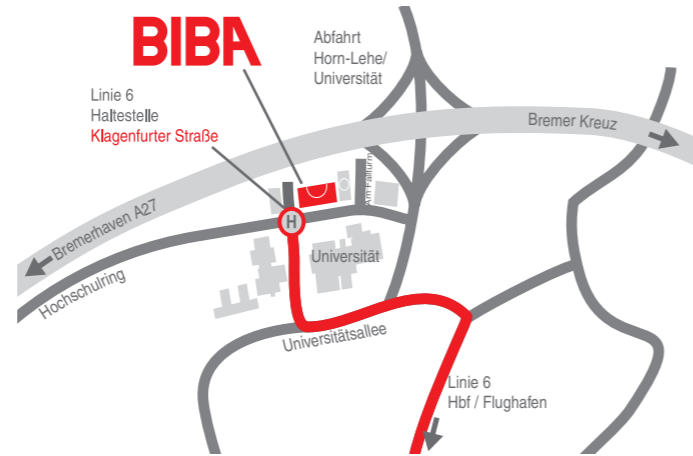 BIBA
Abfahrt
Horn-Lehe/
Universität
Linie 6
Haltestelle
Klagenfurter Straße
Bremer Kreuz
Am Fallturm
H
Bremerhaven A27
Universität
Hochschulring
Universitätsallee
Linie 6
Hbf / Flughafen